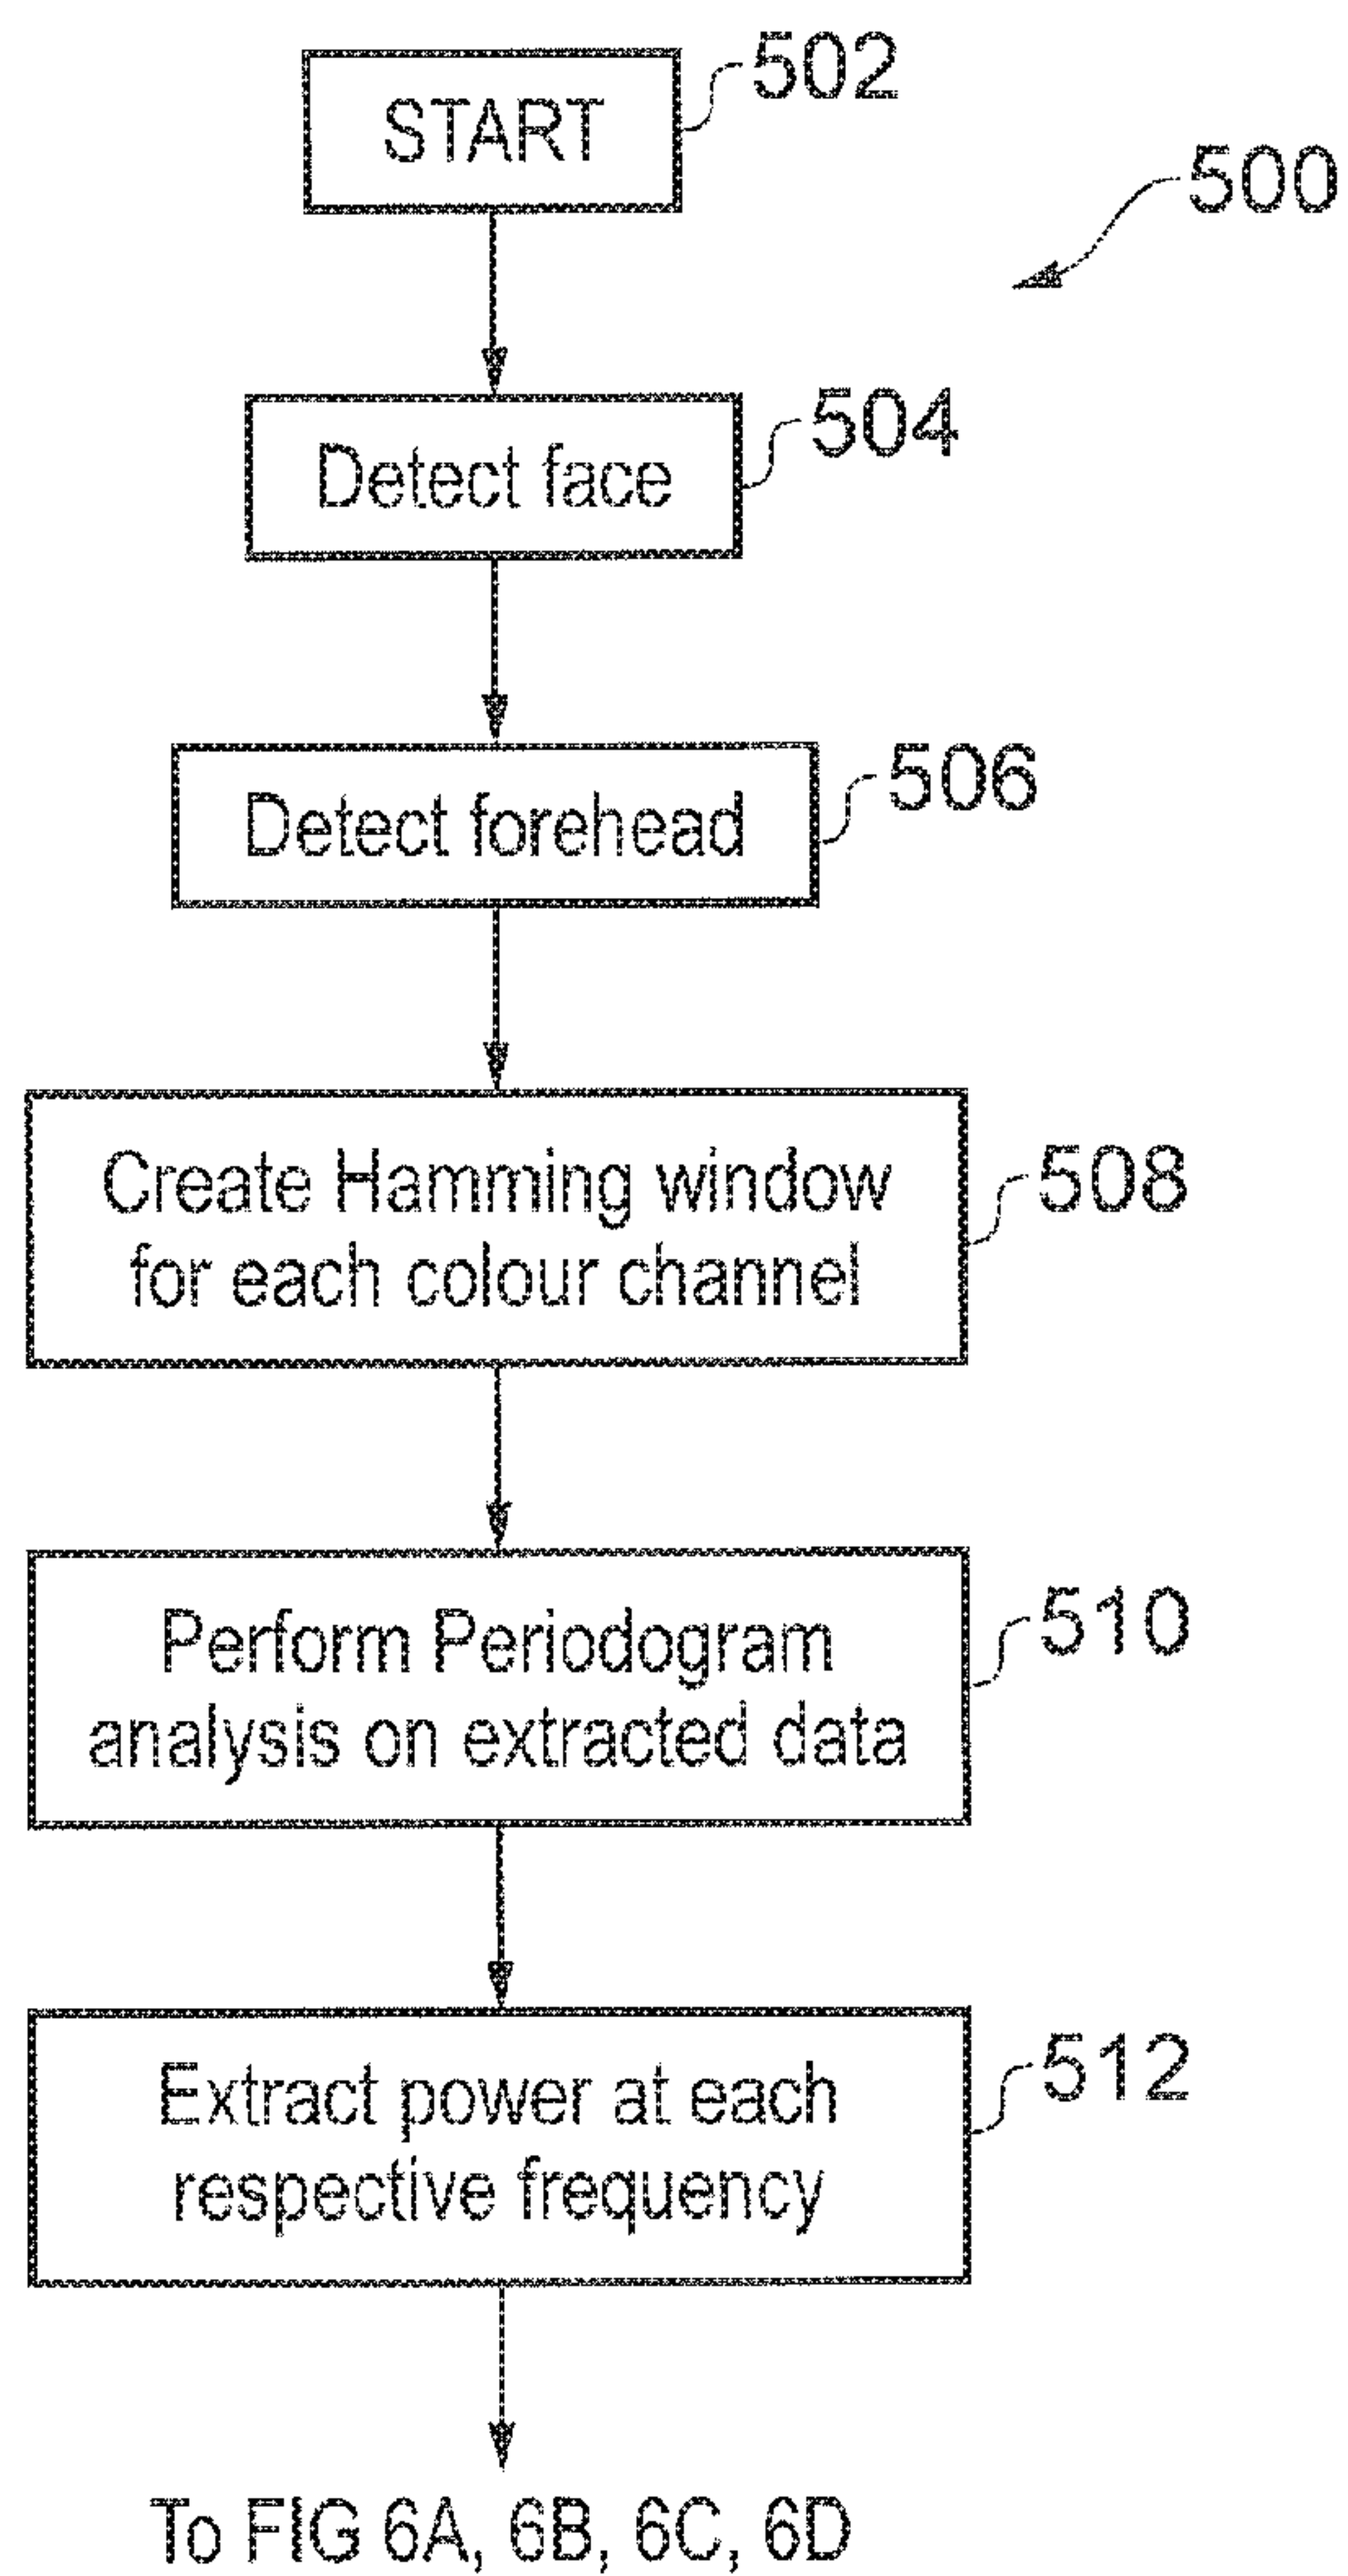 START
502
500
Detect face
504
Detect forehead
506
Create Hamming window
for each colour channel
508
Perform Periodogram
analysis on extracted data
510
Extract power at each
respective frequency
512
To FIG 6A, 6B, 6C, 6D